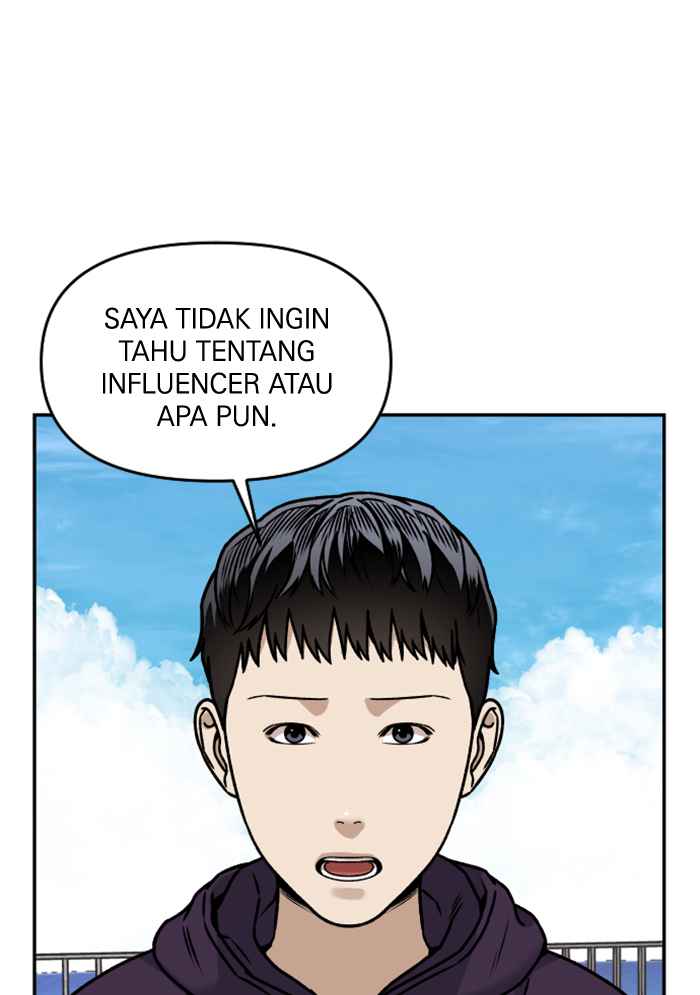 SAYA TIDAK INGIN
TAHU TENTANG
INFLUENCER ATAU
APA PUN.